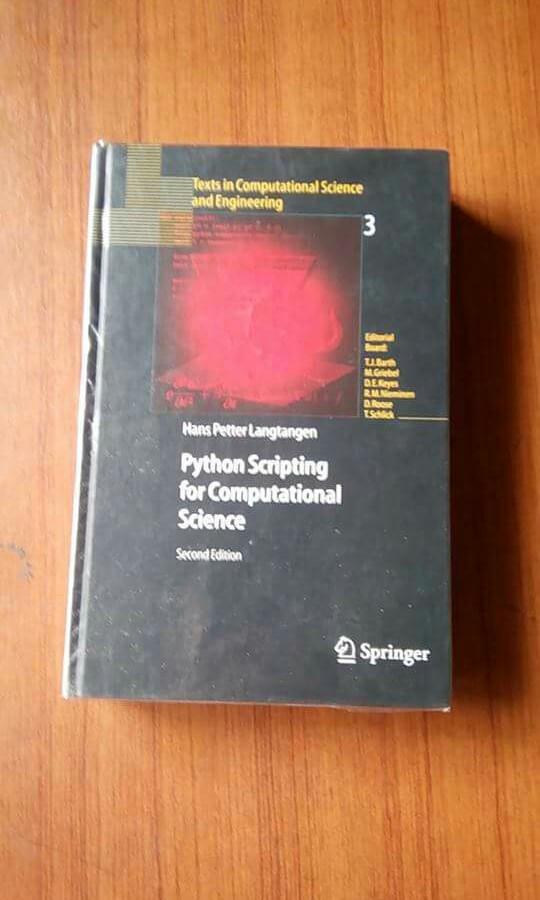 Texts in Computational Science
and Engineering
3
Editorial
Board:
T.J.Barth
M.Griebel
D.E.Keyes
R.M.Nieminen
D.Roose
T.Schlick
Hans Petter Langtangen
Python Scripting
for Computational
Science
Second Edition
Springer